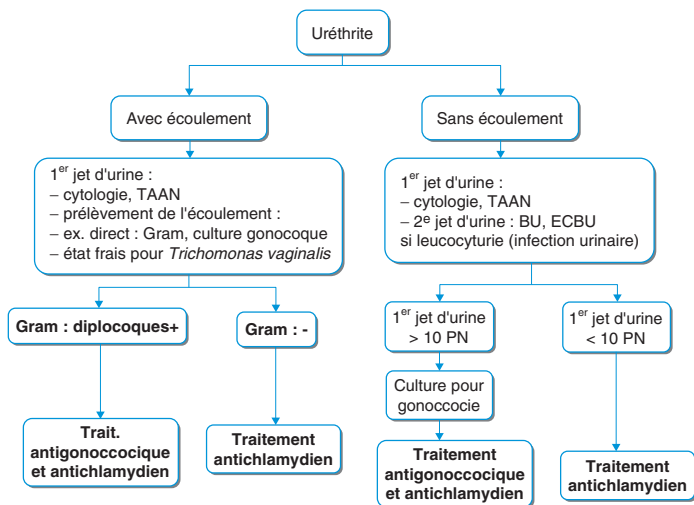 Uréthrite
Avec écoulement
Sans écoulement
1er jet d'urine :
– cytologie, TAAN
– prélèvement de l'écoulement :
– ex. direct : Gram, culture gonocoque
– état frais pour Trichomonas vaginalis
1er jet d'urine :
– cytologie, TAAN
– 2e jet d'urine : BU, ECBU
si leucocyturie (infection urinaire)
Gram : diplocoques+
Gram : -
1er jet d'urine
> 10 PN
1er jet d'urine
< 10 PN
Culture pour
gonoccocie
Trait.
antigonococcique
et antichlamydien
Traitement
antichlamydien
Traitement
antigonoccocique
et antichlamydien
Traitement
antichlamydien